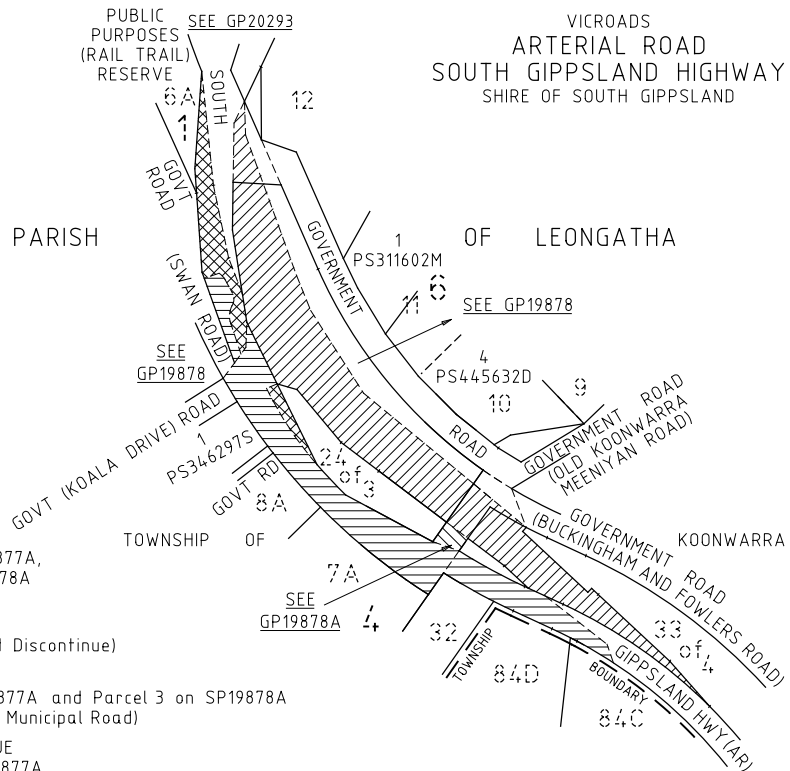 PUBLIC
PURPOSES
(RAIL TRAIL)
RESERVE
SEE GP20293
VICROADS
ARTERIAL ROAD
SOUTH GIPPSLAND HIGHWAY
SHIRE OF SOUTH GIPPSLAND
6A
1
SOUTH
12
GOVT
ROAD
PARISH
OF LEONGATHA
GOVERNMENT
1
PS311602M
11
6
(SWAN ROAD)
SEE GP19878
SEE
GP19878
4
PS445632D
9
10
ROAD
GOVERNMENT ROAD
(OLD KOONWARRA
MEENIYAN ROAD)
GOVT (KOALA DRIVE) ROAD
1
PS346297S
GOVT RD
24
of
3
8A
TOWNSHIP OF
KOONWARRA
GOVERNMENT ROAD
(BUCKINGHAM AND FOWLERS ROAD)
877A,
78A
7A
4
SEE
GP19878A
32
33
of
4
t Discontinue)
TOWNSHIP
BOUNDARY
84D
84C
GIPPSLAND HWY (AR)
877A and Parcel 3 on SP19878A
Municipal Road)
UE
9877A